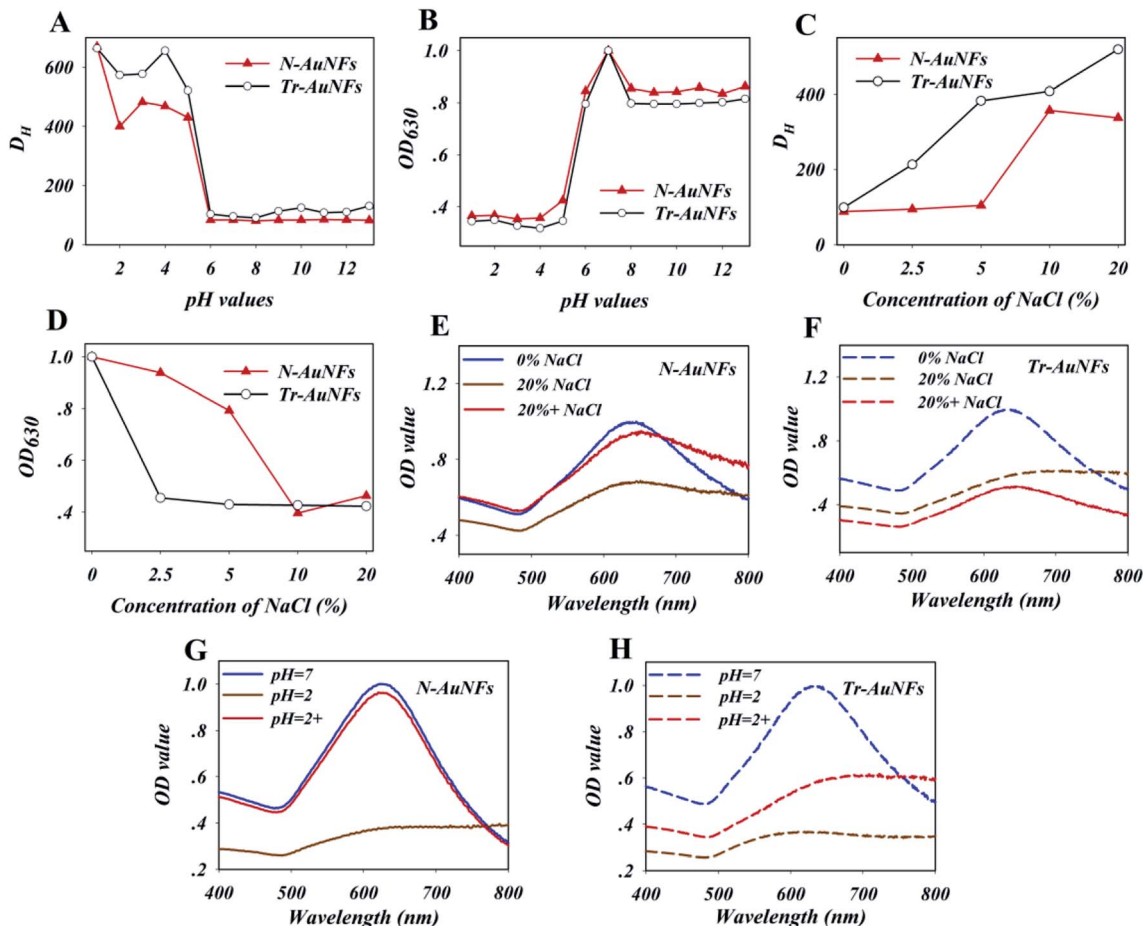 A
600
400
200
0
D_H
2 4 6 8 10 12
pH values
N-AuNFs
Tr-AuNFs
B
1.0
.8
.6
.4
OD630
2 4 6 8 10 12
pH values
N-AuNFs
Tr-AuNFs
C
400
200
0
D_H
0 2.5 5 10 20
Concentration of NaCl (%)
N-AuNFs
Tr-AuNFs
D
1.0
.8
.6
.4
OD630
0 2.5 5 10 20
Concentration of NaCl (%)
N-AuNFs
Tr-AuNFs
E
1.2
1.0
.8
.6
.4
OD value
400 500 600 700 800
Wavelength (nm)
0% NaCl
20% NaCl
20%+ NaCl
N-AuNFs
F
1.2
.8
.4
OD value
400 500 600 700 800
Wavelength (nm)
0% NaCl
20% NaCl
20%+ NaCl
Tr-AuNFs
G
1.0
.8
.6
.4
.2
OD value
400 500 600 700 800
Wavelength (nm)
pH=7
pH=2
pH=2+
N-AuNFs
H
1.0
.8
.6
.4
.2
OD value
400 500 600 700 800
Wavelength (nm)
pH=7
pH=2
pH=2+
Tr-AuNFs